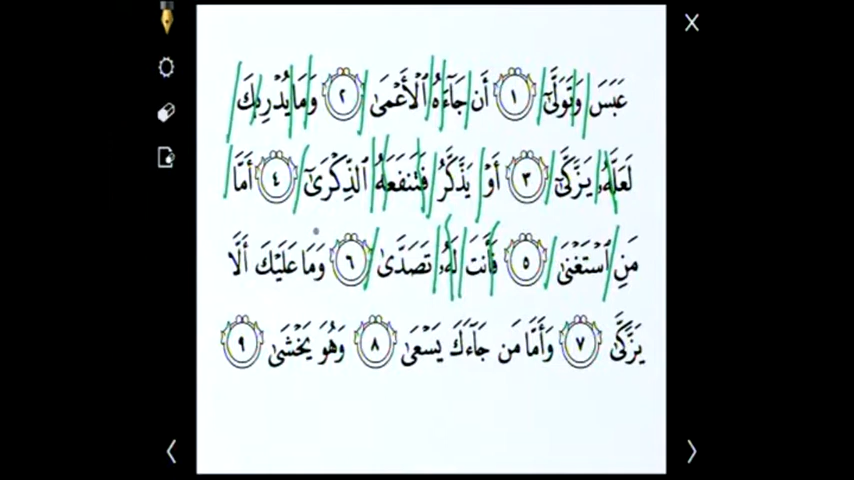 عَبَسَ وَتَوَلَّىٰٓ ١ أَن جَآءَهُ ٱلْأَعْمَىٰ ٢ وَمَا يُدْرِيكَ
لَعَلَّهُۥ يَزَّكَّىٰٓ ٣ أَوْ يَذَّكَّرُ فَتَنفَعَهُ ٱلذِّكْرَىٰٓ ٤ أَمَّا
مَنِ ٱسْتَغْنَىٰ ٥ فَأَنتَ لَهُۥ تَصَدَّىٰ ٦ وَمَا عَلَيْكَ أَلَّا
يَزَّكَّىٰ ٧ وَأَمَّا مَن جَآءَكَ يَسْعَىٰ ٨ وَهُوَ يَخْشَىٰ ٩